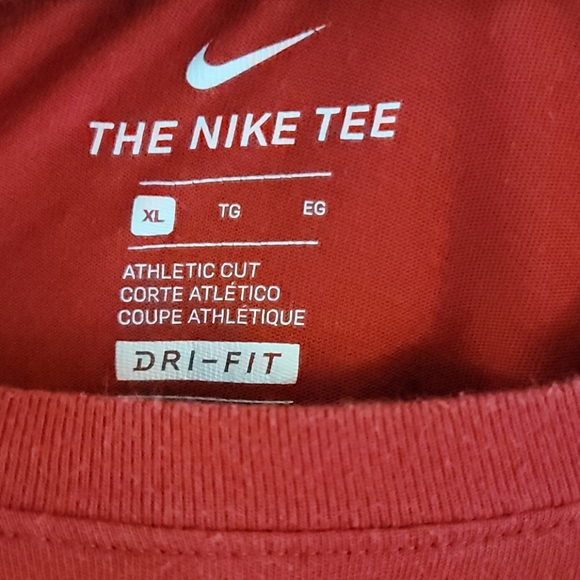 THE NIKE TEE
XL TG EG
ATHLETIC CUT
CORTE ATLÉTICO
COUPE ATHLÉTIQUE
DRI-FIT